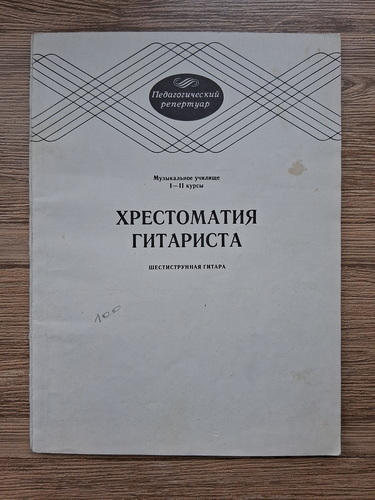 Педагогический
репертуар
Музыкальное училище
I—II курсы
ХРЕСТОМАТИЯ
ГИТАРИСТА
ШЕСТИСТРУННАЯ ГИТАРА
100